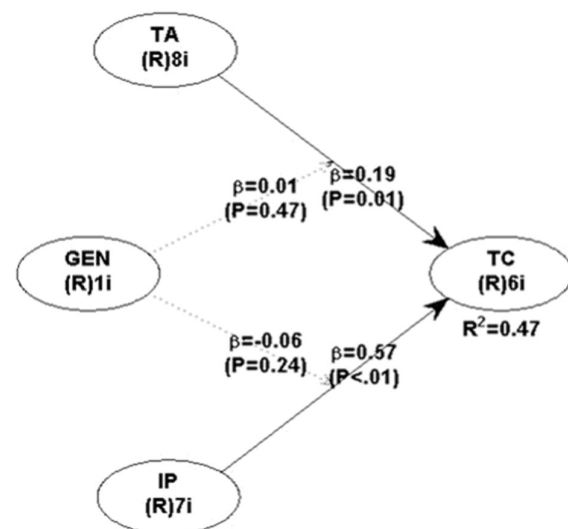 TA
(R)8i
β=0.01
(P=0.47)
β=0.19
(P=0.01)
GEN
(R)1i
TC
(R)6i
R²=0.47
β=-0.06
(P=0.24)
β=0.57
(P<.01)
IP
(R)7i